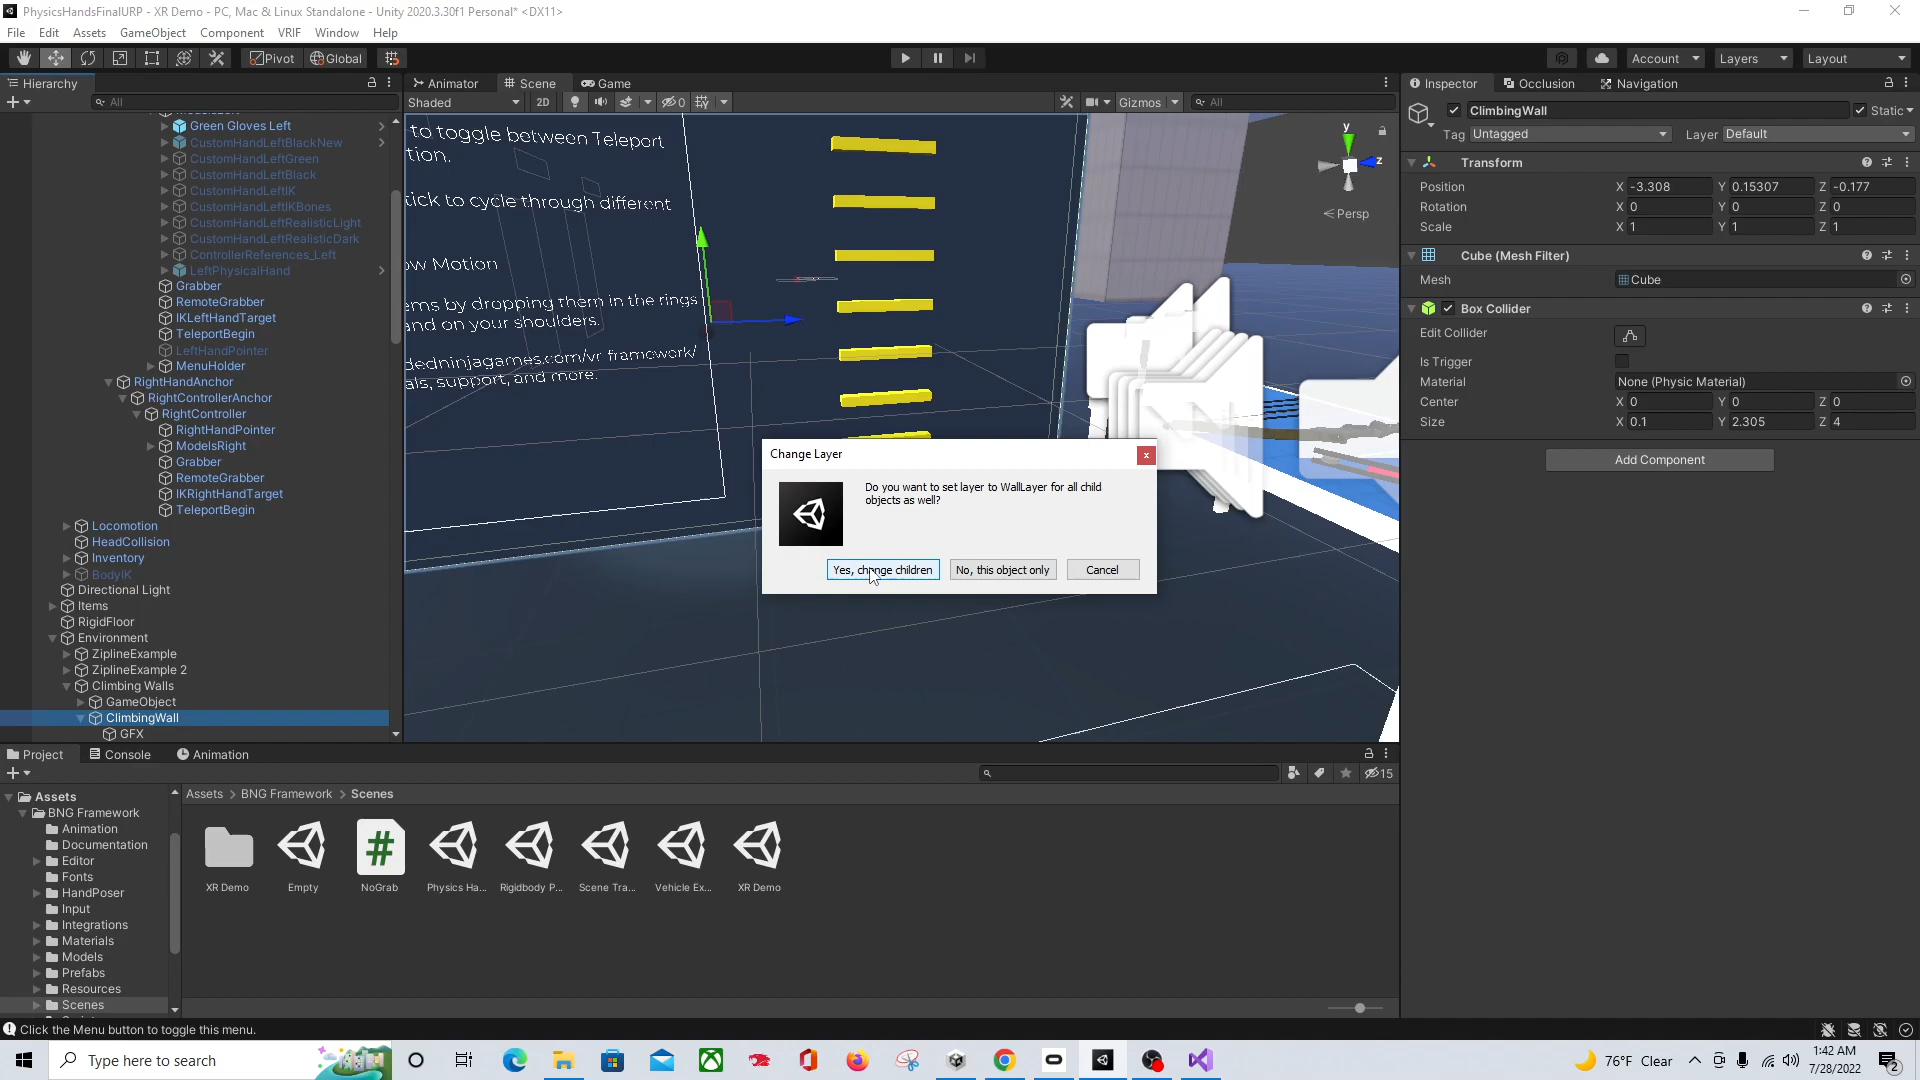 PhysicsHandsFinalURP - XR Demo - PC, Mac & Linux Standalone - Unity 2020.3.30f1 Personal* <DX11>
File Edit Assets GameObject Component VRIF Window Help
Pivot Global
Account Layers Layout
Hierarchy
All
Green Gloves Left
CustomHandLeftBlackNew
CustomHandLeftGreen
CustomHandLeftBlack
CustomHandLeftIK
CustomHandLeftIKBones
CustomHandLeftRealisticLight
CustomHandLeftRealisticDark
ControllerReferences_Left
LeftPhysicalHand
Grabber
RemoteGrabber
IKLeftHandTarget
TeleportBegin
LeftHandPointer
MenuHolder
RightHandAnchor
RightControllerAnchor
RightController
RightHandPointer
ModelsRight
Grabber
RemoteGrabber
IKRightHandTarget
TeleportBegin
Locomotion
HeadCollision
Inventory
BodyIK
Directional Light
Items
RigidFloor
Environment
ZiplineExample
ZiplineExample 2
Climbing Walls
GameObject
ClimbingWall
GFX
Animator Scene Game
Shaded 2D 0 Gizmos All
to toggle between Teleport
tion.
tick to cycle through different
ow Motion
ems by dropping them in the rings
and on your shoulders.
dedninjagames.com/vr-framework/
als, support, and more.
y
z
Persp
Change Layer
x
Do you want to set layer to WallLayer for all child
objects as well?
Yes, change children No, this object only Cancel
Inspector Occlusion Navigation
ClimbingWall Static
Tag Untagged Layer Default
Transform
Position X -3.308 Y 0.15307 Z -0.177
Rotation X 0 Y 0 Z 0
Scale X 1 Y 1 Z 1
Cube (Mesh Filter)
Mesh Cube
Box Collider
Edit Collider
Is Trigger
Material None (Physic Material)
Center X 0 Y 0 Z 0
Size X 0.1 Y 2.305 Z 4
Add Component
Project Console Animation
15
Assets
BNG Framework
Animation
Documentation
Editor
Fonts
HandPoser
Input
Integrations
Materials
Models
Prefabs
Resources
Scenes
Assets > BNG Framework > Scenes
XR Demo Empty NoGrab Physics Ha... Rigidbody P... Scene Tra... Vehicle Ex... XR Demo
Click the Menu button to toggle this menu.
Type here to search
76°F Clear
1:42 AM
7/28/2022
2